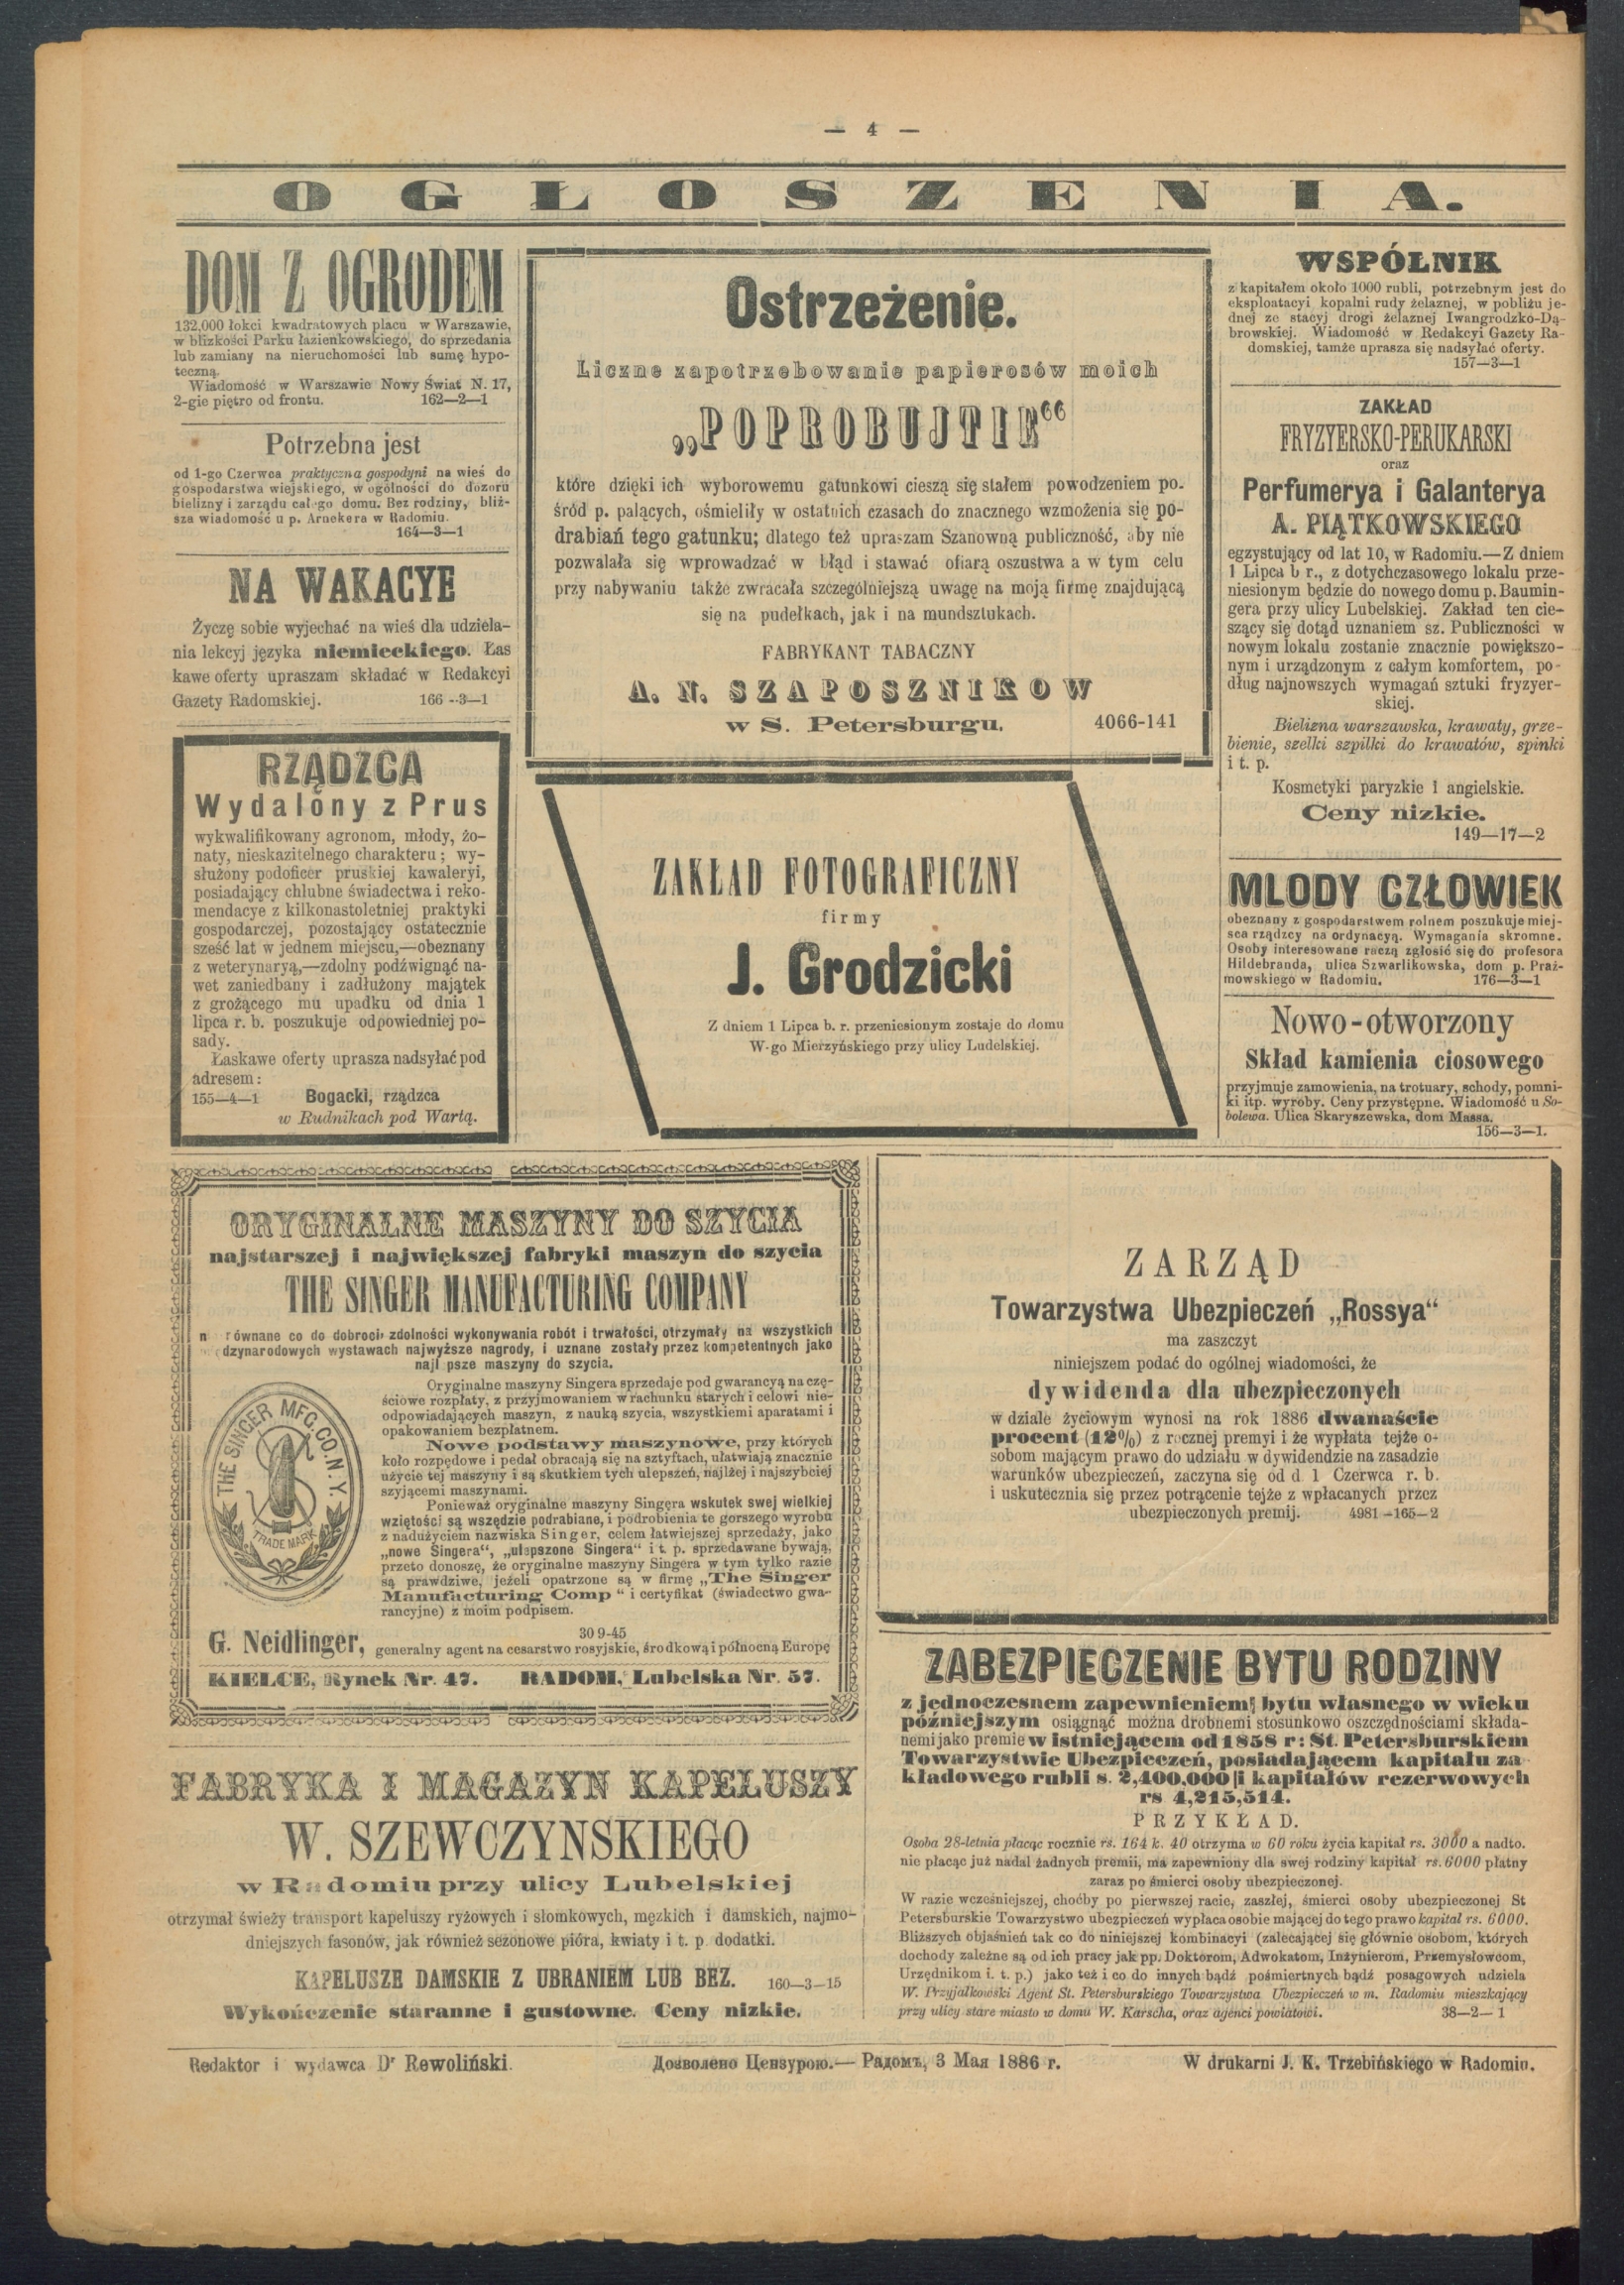 — 4 —
OGŁOSZENIA.
DOM Z OGRODEM
132.000 łokci kwadratowych placu w Warszawie,
w blizkości Parku łazienkowskiego, do sprzedania
lub zamiany na nieruchomości lub sumę hypo-
teczną.
Wiadomość w Warszawie Nowy Świat N. 17,
2-gie piętro od frontu. 162—2—1
Potrzebna jest
od 1-go Czerwca praktyczna gospodyni na wieś do
gospodarstwa wiejskiego, w ogólności do dozoru
bielizny i zarządu całego domu. Bez rodziny, bliż-
sza wiadomość u p. Arnekera w Radomiu.
164—3—1
NA WAKACYE
Życzę sobie wyjechać na wieś dla udziela-
nia lekcyj języka niemieckiego. Łas
kawe oferty upraszam składać w Redakcyi
Gazety Radomskiej. 166 --3—1
RZĄDZCA
Wydalony z Prus
wykwalifikowany agronom, młody, żo-
naty, nieskazitelnego charakteru; wy-
służony podoficer pruskiej kawaleryi,
posiadający chlubne świadectwa i reko-
mendacye z kilkonastoletniej praktyki
gospodarczej, pozostający ostatecznie
sześć lat w jednem miejscu,—obeznany
z weterynaryą,—zdolny podźwignąć na-
wet zaniedbany i zadłużony majątek
z grożącego mu upadku od dnia 1
lipca r. b. poszukuje odpowiedniej po-
sady.
Łaskawe oferty uprasza nadsyłać pod
adresem:
155—4—1 Bogacki, rządzca
w Rudnikach pod Wartą.
Ostrzeżenie.
Liczne zapotrzebowanie papierosów moich
„POPROBUJTIE“
które dzięki ich wyborowemu gatunkowi cieszą się stałem powodzeniem po-
śród p. palących, ośmieliły w ostatnich czasach do znacznego wzmożenia się po-
drabiań tego gatunku; dlatego też upraszam Szanowną publiczność, aby nie
pozwalała się wprowadzać w błąd i stawać ofiarą oszustwa a w tym celu
przy nabywaniu także zwracała szczególniejszą uwagę na moją firmę znajdującą
się na pudełkach, jak i na mundsztukach.
FABRYKANT TABACZNY
A. N. SZAPOSZNIKOW
w S. Petersburgu. 4066-141
ZAKŁAD FOTOGRAFICZNY
firmy
J. Grodzicki
Z dniem 1 Lipca b. r. przeniesionym zostaje do domu
W-go Mierzyńskiego przy ulicy Ludelskiej.
WSPÓLNIK
z kapitałem około 1000 rubli, potrzebnym jest do
eksploatacyi kopalni rudy żelaznej, w pobliżu je-
dnej ze stacyj drogi żelaznej Iwangrodzko-Dą-
browskiej. Wiadomość w Redakcyi Gazety Ra-
domskiej, tamże uprasza się nadsyłać oferty.
157—3—1
ZAKŁAD
FRYZYERSKO-PERUKARSKI
oraz
Perfumerya i Galanterya
A. PIĄTKOWSKIEGO
egzystujący od lat 10, w Radomiu.—Z dniem
1 Lipca b r., z dotychczasowego lokalu prze-
niesionym będzie do nowego domu p. Baumin-
gera przy ulicy Lubelskiej. Zakład ten cie-
szący się dotąd uznaniem sz. Publiczności w
nowym lokalu zostanie znacznie powiększo-
nym i urządzonym z całym komfortem, po-
dług najnowszych wymagań sztuki fryzyer-
skiej.
Bielizna warszawska, krawaty, grze-
bienie, szelki szpilki do krawatów, spinki
i t. p.
Kosmetyki paryzkie i angielskie.
Ceny nizkie.
149—17—2
MLODY CZŁOWIEK
obeznany z gospodarstwem rolnem poszukuje miej-
sca rządzcy na ordynacyą. Wymagania skromne.
Osoby interesowane raczą zgłosić się do profesora
Hildebranda, ulica Szwarlikowska, dom p. Praż-
mowskiego w Radomiu. 176—3—1
Nowo-otworzony
Skład kamienia ciosowego
przyjmuje zamowienia, na trotuary, schody, pomni-
ki itp. wyroby. Ceny przystępne. Wiadomość u So-
bolewa. Ulica Skaryszewska, dom Massa.
156—3—1.
ORYGINALNE MASZYNY DO SZYCIA
najstarszej i największej fabryki maszyn do szycia
THE SINGER MANUFACTURING COMPANY
n równane co do dobroci, zdolności wykonywania robót i trwałości, otrzymały na wszystkich
dzynarodowych wystawach najwyższe nagrody, i uznane zostały przez kompetentnych jako
najl psze maszyny do szycia.
THE SINGER MFG. CO. N. Y.
TRADE MARK
Oryginalne maszyny Singera sprzedaje pod gwarancyą na czę-
ściowe rozpłaty, z przyjmowaniem w rachunku starych i celowi nie-
odpowiadających maszyn, z nauką szycia, wszystkiemi aparatami i
opakowaniem bezpłatnem.
Nowe podstawy maszynowe, przy których
koło rozpędowe i pedał obracają się na sztyftach, ułatwiają znacznie
użycie tej maszyny i są skutkiem tych ulepszeń, najlżej i najszybciej
szyjącemi maszynami.
Ponieważ oryginalne maszyny Singera wskutek swej wielkiej
wziętości są wszędzie podrabiane, i podrobienia te gorszego wyrobu
z nadużyciem nazwiska Singer, celem łatwiejszej sprzedaży, jako
„nowe Singera“, „ulepszone Singera“ i t. p. sprzedawane bywają,
przeto donoszę, że oryginalne maszyny Singera w tym tylko razie
są prawdziwe, jeżeli opatrzone są w firmę „The Singer
Manufacturing Comp “ i certyfikat (świadectwo gwa-
rancyjne) z moim podpisem.
30 9-45
G. Neidlinger, generalny agent na cesarstwo rosyjskie, środkową i północną Europę
KIELCE, Rynek Nr. 47. RADOM, Lubelska Nr. 57.
FABRYKA I MAGAZYN KAPELUSZY
W. SZEWCZYNSKIEGO
w Radomiu przy ulicy Lubelskiej
otrzymał świeży transport kapeluszy ryżowych i słomkowych, męzkich i damskich, najmo-
dniejszych fasonów, jak również sezonowe pióra, kwiaty i t. p. dodatki.
KAPELUSZE DAMSKIE Z UBRANIEM LUB BEZ. 160—3—15
Wykończenie staranne i gustowne. Ceny nizkie.
ZARZĄD
Towarzystwa Ubezpieczeń „Rossya“
ma zaszczyt
niniejszem podać do ogólnej wiadomości, że
dywidenda dla ubezpieczonych
w dziale życiowym wynosi na rok 1886 dwanaście
procent (12%) z rocznej premyi i że wypłata tejże o-
sobom mającym prawo do udziału w dywidendzie na zasadzie
warunków ubezpieczeń, zaczyna się od d. 1 Czerwca r. b.
i uskutecznia się przez potrącenie tejże z wpłacanych przez
ubezpieczonych premij. 4981 -165—2
ZABEZPIECZENIE BYTU RODZINY
z jednoczesnem zapewnieniem bytu własnego w wieku
późniejszym osiągnąć można drobnemi stosunkowo oszczędnościami składa-
nemi jako premie w istniejącem od 1858 r: St. Petersburskiem
Towarzystwie Ubezpieczeń, posiadającem kapitału za-
kładowego rubli s. 2,400.000 i kapitałów rezerwowych
rs 4,215,514.
PRZYKŁAD.
Osoba 28-letnia płacąc rocznie rs. 164 k. 40 otrzyma w 60 roku życia kapitał rs. 3000 a nadto.
nie płacąc już nadal żadnych premii, ma zapewniony dla swej rodziny kapitał rs. 6000 płatny
zaraz po śmierci osoby ubezpieczonej.
W razie wcześniejszej, choćby po pierwszej racie, zaszłej, śmierci osoby ubezpieczonej St
Petersburskie Towarzystwo ubezpieczeń wypłaca osobie mającej do tego prawo kapitał rs. 6000.
Bliższych objaśnień tak co do niniejszej kombinacyi (zalecającej się głównie osobom, których
dochody zależne są od ich pracy jak pp. Doktorom, Adwokatom, Inżynierom, Przemysłowcom,
Urzędnikom i. t. p.) jako też i co do innych bądź pośmiertnych bądź posagowych udziela
W. Przyjałkowski Agent St. Petersburskiego Towarzystwa Ubezpieczeń w m. Radomiu mieszkający
przy ulicy stare miasto w domu W. Karscha, oraz agenci powiatowi. 38—2—1
Redaktor i wydawca Dr Rewoliński.
Дозволено Цензурою.— Радомъ, 3 Мая 1886 г.
W drukarni J. K. Trzebińskiego w Radomiu.